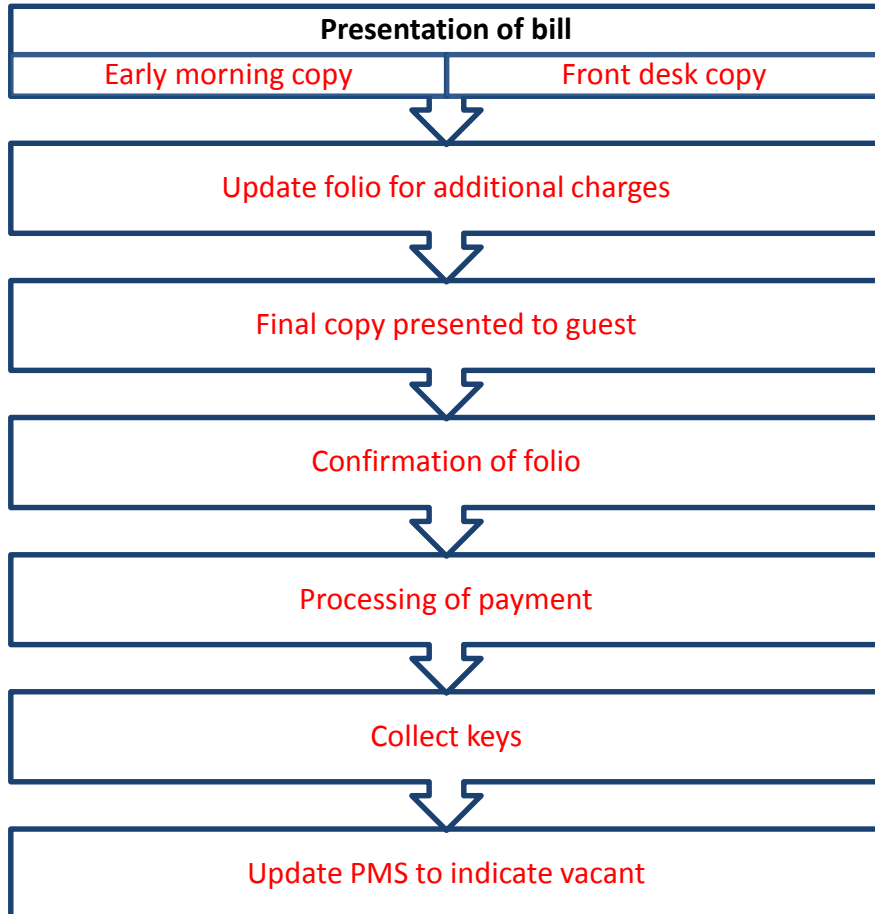 Presentation of bill
Early morning copy
Front desk copy
Update folio for additional charges
Final copy presented to guest
Confirmation of folio
Processing of payment
Collect keys
Update PMS to indicate vacant